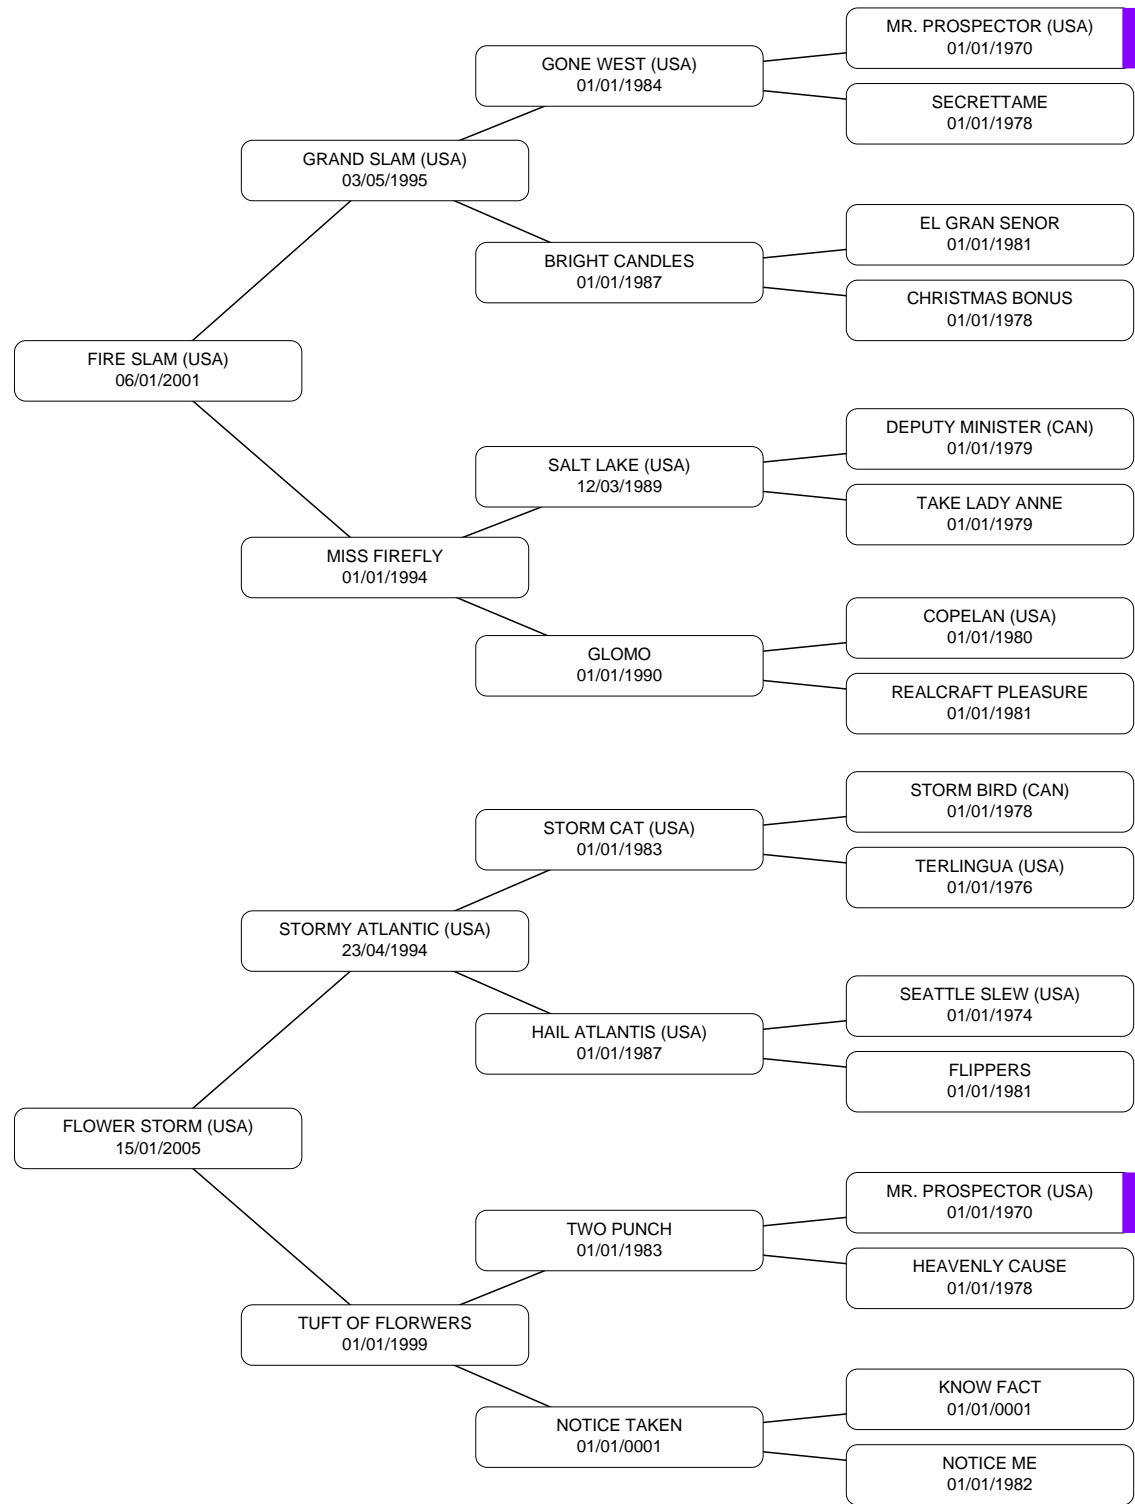 MR. PROSPECTOR (USA)
01/01/1970
GONE WEST (USA)
01/01/1984
SECRETTAME
01/01/1978
GRAND SLAM (USA)
03/05/1995
EL GRAN SENOR
01/01/1981
BRIGHT CANDLES
01/01/1987
CHRISTMAS BONUS
01/01/1978
FIRE SLAM (USA)
06/01/2001
DEPUTY MINISTER (CAN)
01/01/1979
SALT LAKE (USA)
12/03/1989
TAKE LADY ANNE
01/01/1979
MISS FIREFLY
01/01/1994
COPELAN (USA)
01/01/1980
GLOMO
01/01/1990
REALCRAFT PLEASURE
01/01/1981
STORM BIRD (CAN)
01/01/1978
STORM CAT (USA)
01/01/1983
TERLINGUA (USA)
01/01/1976
STORMY ATLANTIC (USA)
23/04/1994
SEATTLE SLEW (USA)
01/01/1974
HAIL ATLANTIS (USA)
01/01/1987
FLIPPERS
01/01/1981
FLOWER STORM (USA)
15/01/2005
MR. PROSPECTOR (USA)
01/01/1970
TWO PUNCH
01/01/1983
HEAVENLY CAUSE
01/01/1978
TUFT OF FLORWERS
01/01/1999
KNOW FACT
01/01/0001
NOTICE TAKEN
01/01/0001
NOTICE ME
01/01/1982